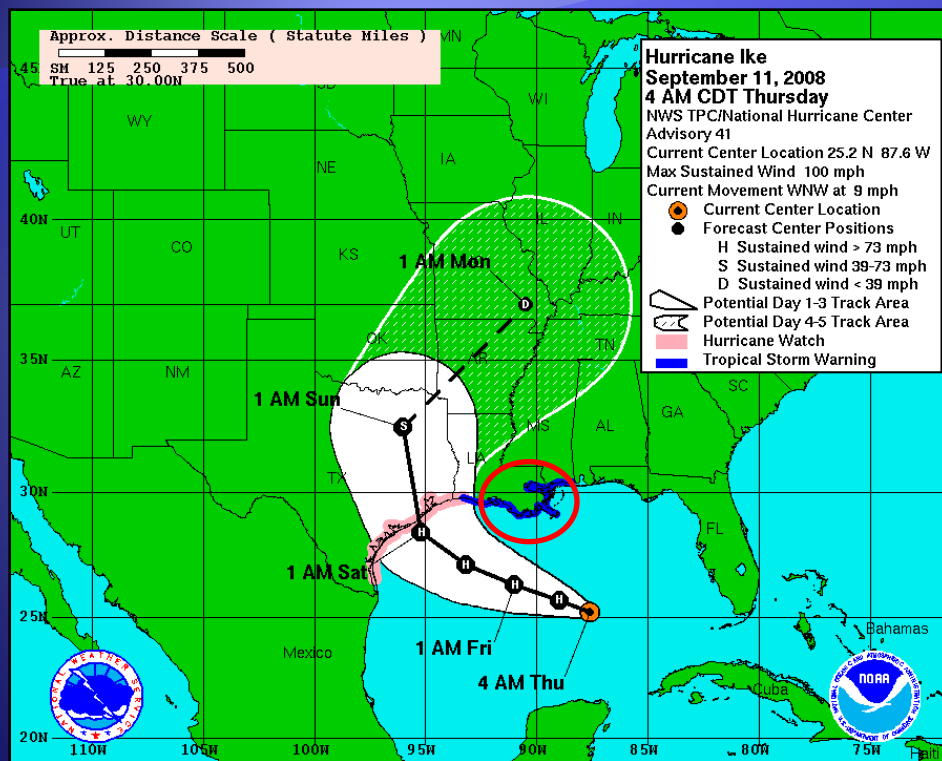 Approx. Distance Scale ( Statute Miles )
SM 125 250 375 500
True at 30.00N
Hurricane Ike
September 11, 2008
4 AM CDT Thursday
NWS TPC/National Hurricane Center
Advisory 41
Current Center Location 25.2 N 87.6 W
Max Sustained Wind 100 mph
Current Movement WNW at 9 mph
Current Center Location
Forecast Center Positions
H Sustained wind > 73 mph
S Sustained wind 39-73 mph
D Sustained wind < 39 mph
Potential Day 1-3 Track Area
Potential Day 4-5 Track Area
Hurricane Watch
Tropical Storm Warning
MN
45
SD
WI
WY
IA
NE
40N
IL
IN
UT
CO
KS
1 AM Mon
D
OK
TN
35N
AR
AZ
NM
SC
1 AM Sun
GA
S
MS
AL
LA
TX
30N
FL
H
1 AM Sat
H
H
H
25N
1 AM Fri
Bahamas
Mexico
4 AM Thu
NATIONAL WEATHER SERVICE
NOAA
Cuba
20N
110W
105W
100W
95W
90W
85W
80W
75W
Haiti